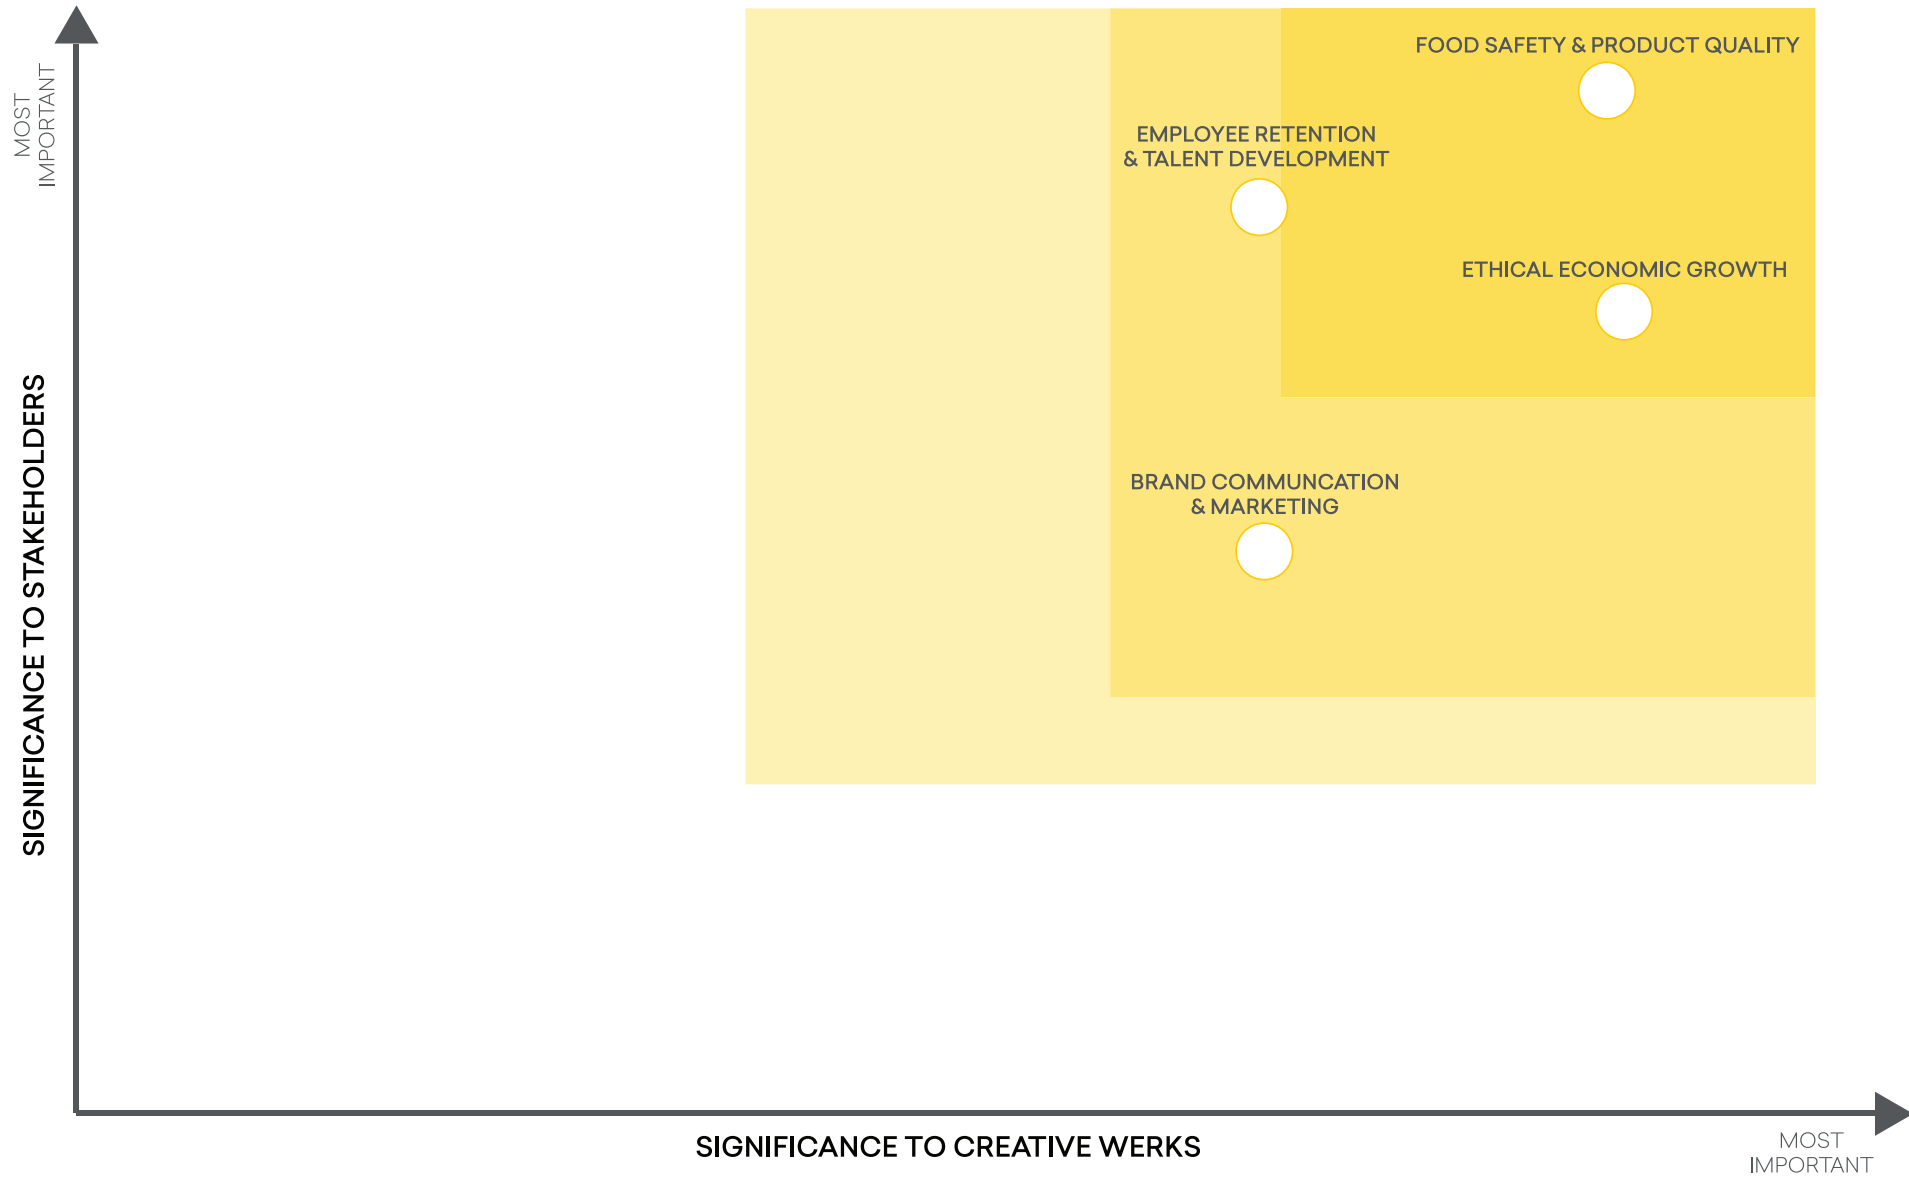 MOST
IMPORTANT
SIGNIFICANCE TO STAKEHOLDERS
FOOD SAFETY & PRODUCT QUALITY
EMPLOYEE RETENTION
& TALENT DEVELOPMENT
ETHICAL ECONOMIC GROWTH
BRAND COMMUNCATION
& MARKETING
SIGNIFICANCE TO CREATIVE WERKS
MOST
IMPORTANT